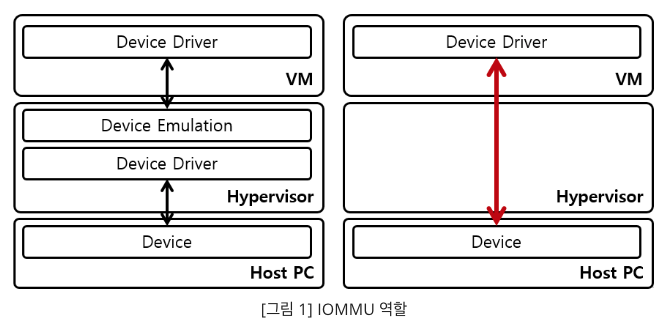 Device Driver
VM
Device Emulation
Device Driver
Hypervisor
Device
Host PC
Device Driver
VM
Hypervisor
Device
Host PC
[그림 1] IOMMU 역할